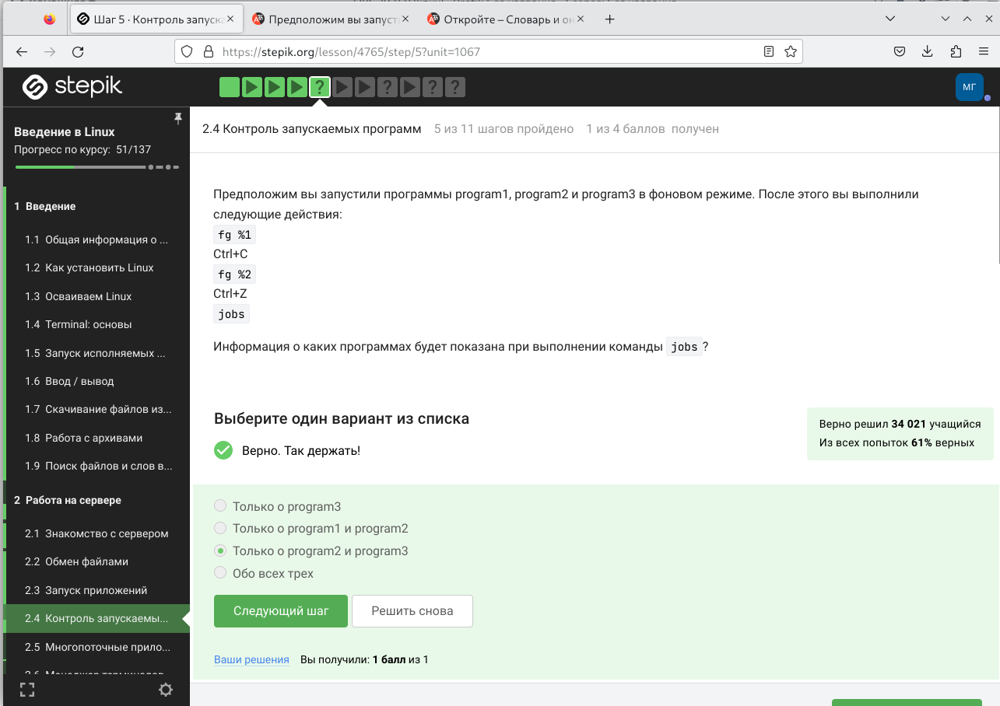 Шаг 5 · Контроль запуска
Предположим вы запуст
Откройте – Словарь и он
https://stepik.org/lesson/4765/step/5?unit=1067
stepik
?
?
?
?
МГ
Введение в Linux
Прогресс по курсу: 51/137
2.4 Контроль запускаемых программ 5 из 11 шагов пройдено 1 из 4 баллов получен
1 Введение
1.1 Общая информация о ...
1.2 Как установить Linux
1.3 Осваиваем Linux
1.4 Terminal: основы
1.5 Запуск исполняемых ...
1.6 Ввод / вывод
1.7 Скачивание файлов из...
1.8 Работа с архивами
1.9 Поиск файлов и слов в...
2 Работа на сервере
2.1 Знакомство с сервером
2.2 Обмен файлами
2.3 Запуск приложений
2.4 Контроль запускаемы...
2.5 Многопоточные прило...
Предположим вы запустили программы program1, program2 и program3 в фоновом режиме. После этого вы выполнили
следующие действия:
fg %1
Ctrl+C
fg %2
Ctrl+Z
jobs
Информация о каких программах будет показана при выполнении команды jobs?
Выберите один вариант из списка
Верно. Так держать!
Верно решил 34 021 учащийся
Из всех попыток 61% верных
Только о program3
Только о program1 и program2
Только о program2 и program3
Обо всех трех
Следующий шаг
Решить снова
Ваши решения Вы получили: 1 балл из 1